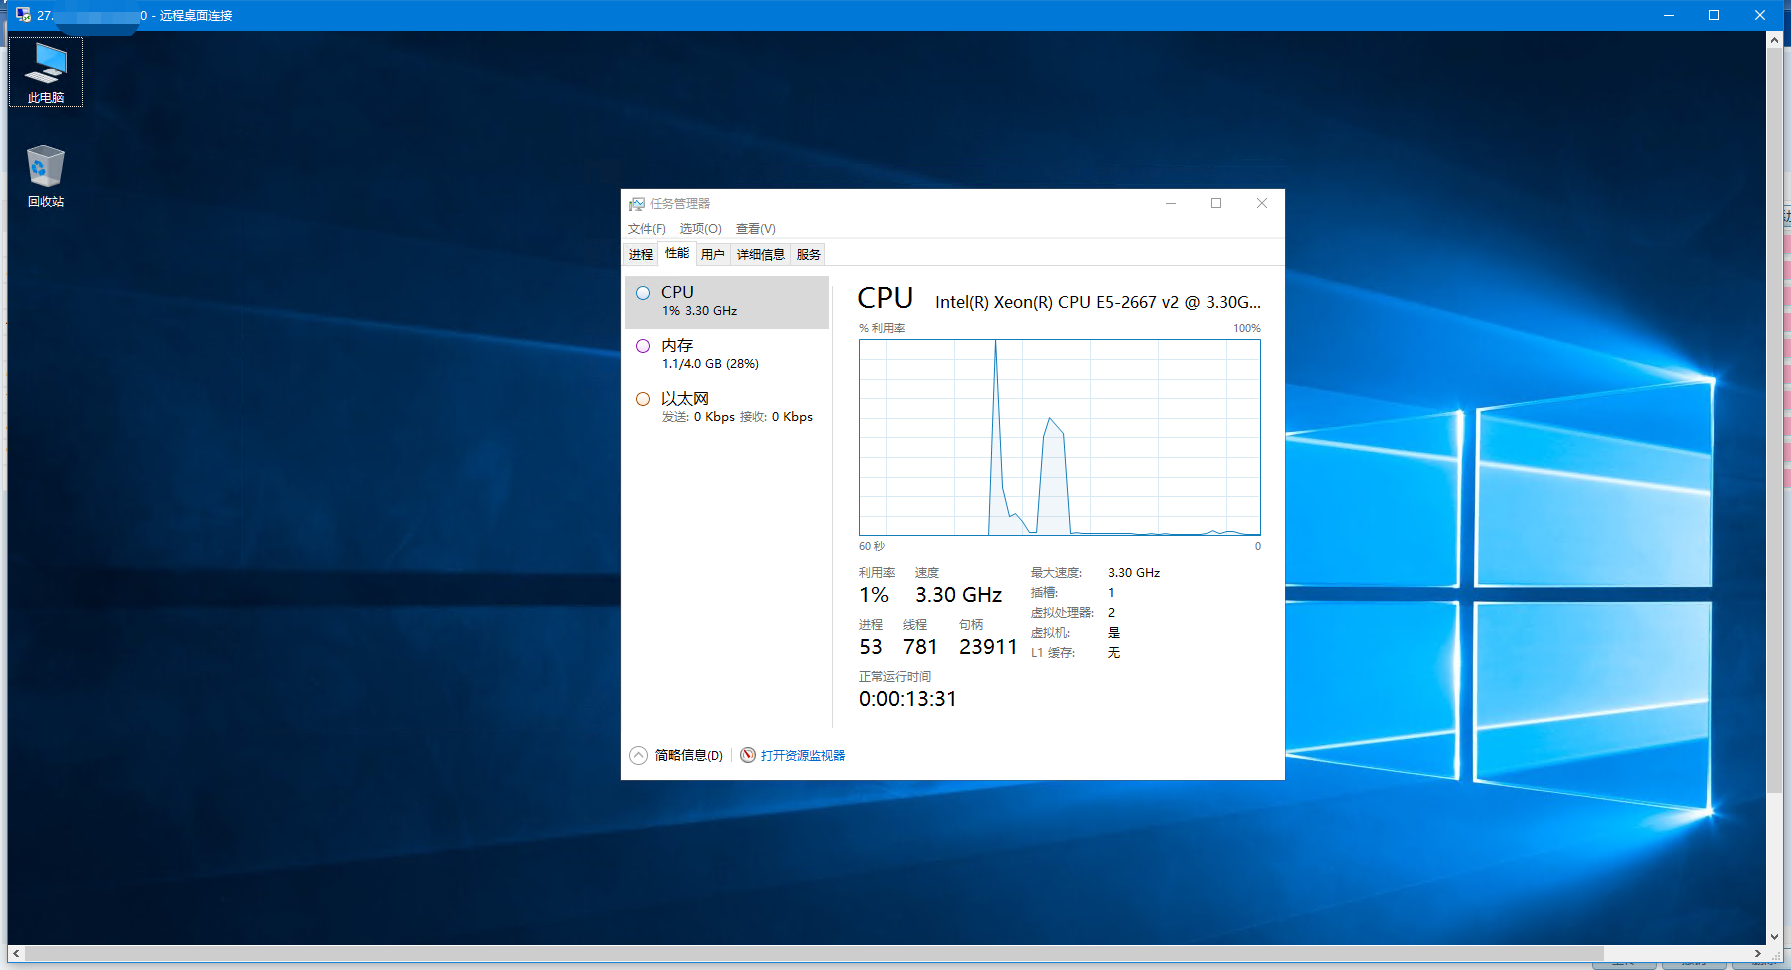 27. 0 - 远程桌面连接
此电脑
回收站
任务管理器
文件(F) 选项(O) 查看(V)
进程 性能 用户 详细信息 服务
CPU
1% 3.30 GHz
内存
1.1/4.0 GB (28%)
以太网
发送: 0 Kbps 接收: 0 Kbps
CPU Intel(R) Xeon(R) CPU E5-2667 v2 @ 3.30G...
% 利用率 100%
60 秒 0
利用率 速度
1% 3.30 GHz
进程 线程 句柄
53 781 23911
正常运行时间
0:00:13:31
最大速度: 3.30 GHz
插槽: 1
虚拟处理器: 2
虚拟机: 是
L1 缓存: 无
简略信息(D) 打开资源监视器